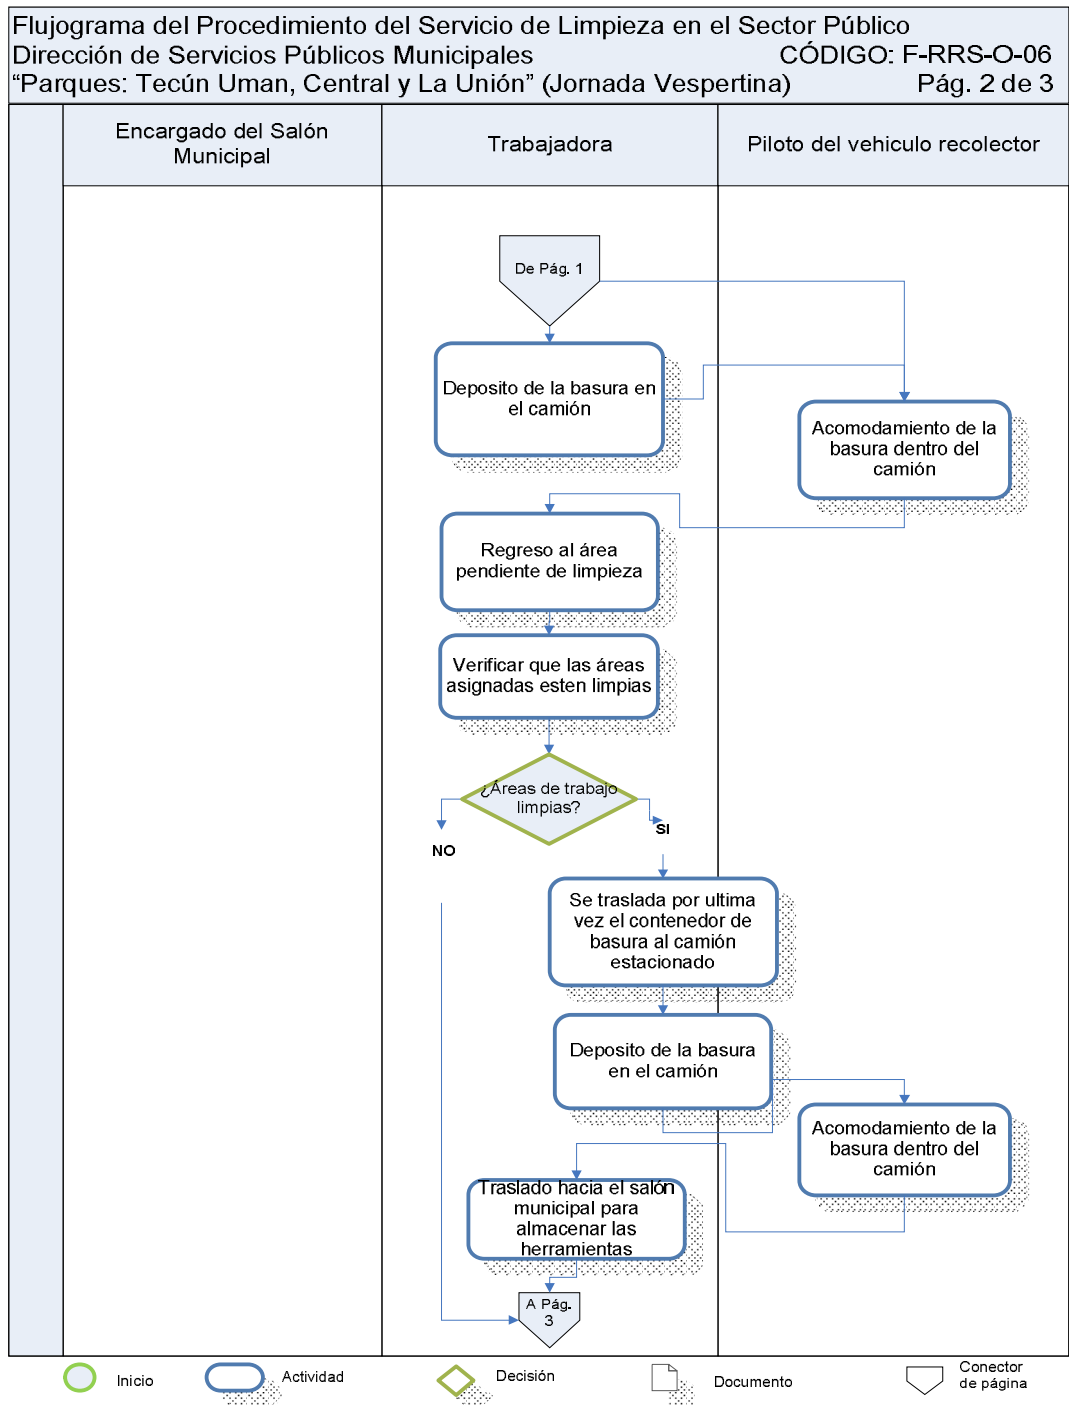 Flujograma del Procedimiento del Servicio de Limpieza en el Sector Público
Dirección de Servicios Públicos Municipales CÓDIGO: F-RRS-O-06
“Parques: Tecún Uman, Central y La Unión” (Jornada Vespertina) Pág. 2 de 3
Encargado del Salón
Municipal
Trabajadora
Piloto del vehiculo recolector
De Pág. 1
Deposito de la basura en
el camión
Acomodamiento de la
basura dentro del
camión
Regreso al área
pendiente de limpieza
Verificar que las áreas
asignadas esten limpias
¿Áreas de trabajo
limpias?
SI
NO
Se traslada por ultima
vez el contenedor de
basura al camión
estacionado
Deposito de la basura
en el camión
Acomodamiento de la
basura dentro del
camión
Traslado hacia el salón
municipal para
almacenar las
herramientas
A Pág.
3
Inicio
Actividad
Decisión
Documento
Conector
de página